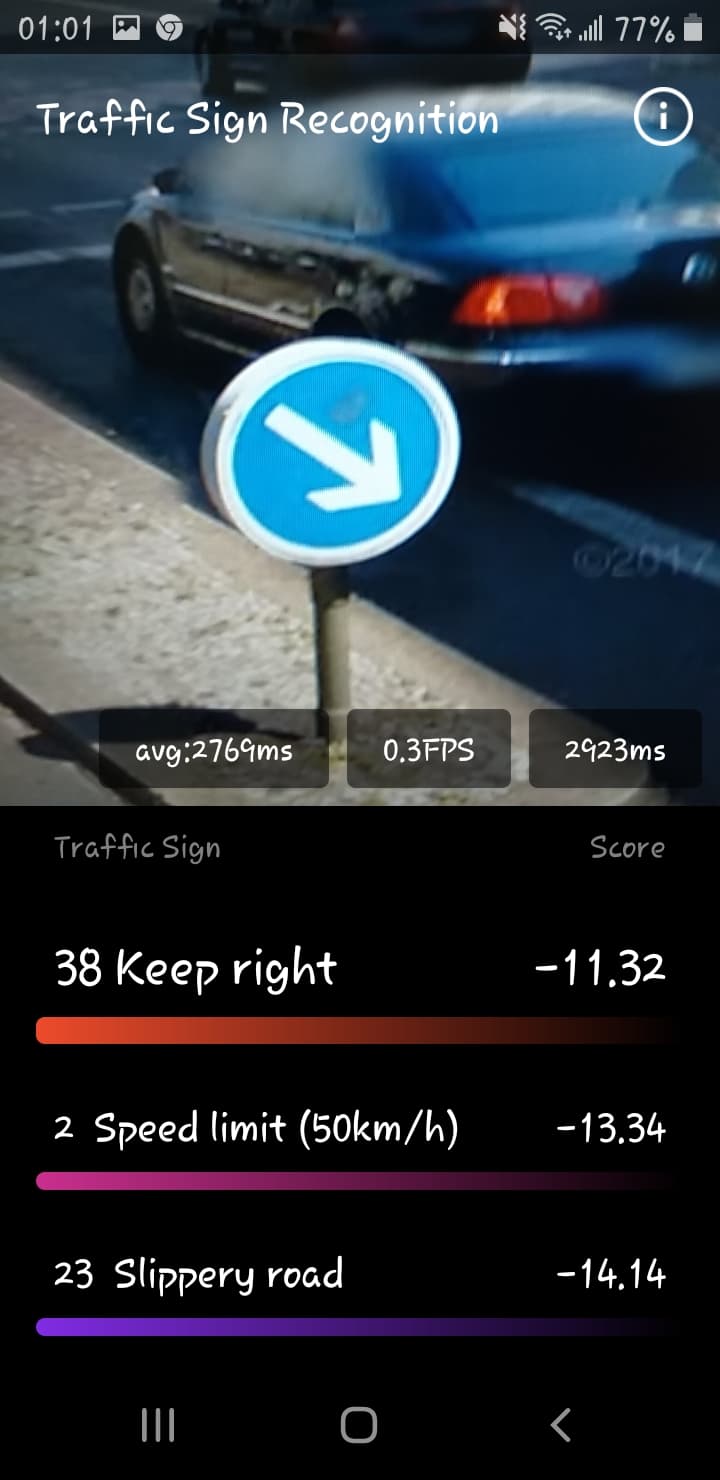 01:01 77%
Traffic Sign Recognition
©2017
avg:2769ms 0.3FPS 2923ms
Traffic Sign Score
38 Keep right -11.32
2 Speed limit (50km/h) -13.34
23 Slippery road -14.14